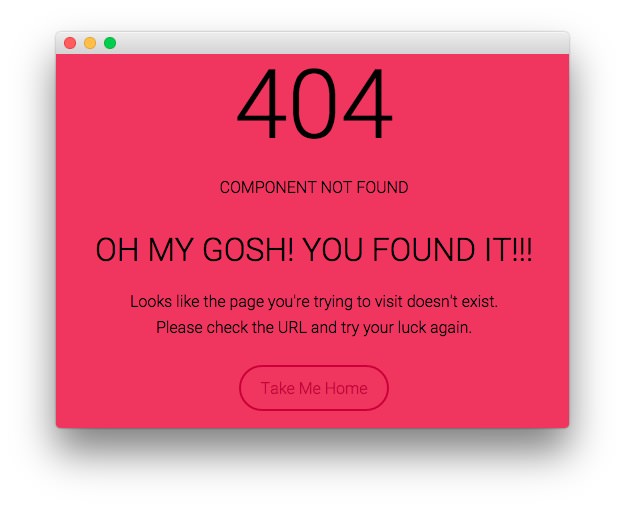 404
COMPONENT NOT FOUND
OH MY GOSH! YOU FOUND IT!!!
Looks like the page you're trying to visit doesn't exist.
Please check the URL and try your luck again.
Take Me Home